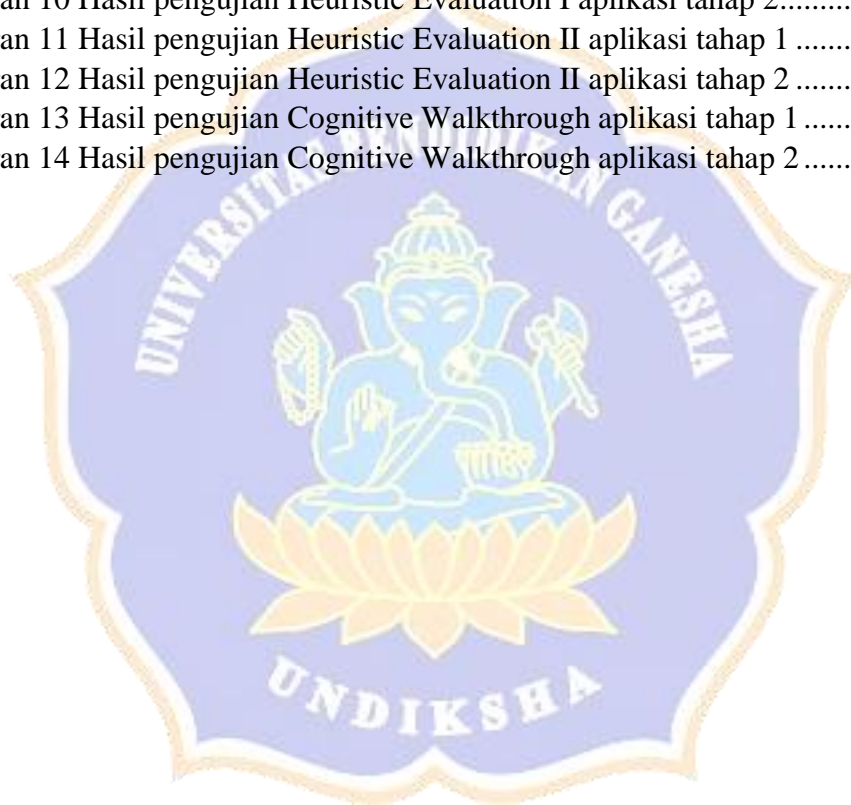 an 10 Hasil pengujian Heuristic Evaluation I aplikasi tahap 2.........
an 11 Hasil pengujian Heuristic Evaluation II aplikasi tahap 1 .......
an 12 Hasil pengujian Heuristic Evaluation II aplikasi tahap 2 .......
an 13 Hasil pengujian Cognitive Walkthrough aplikasi tahap 1 ......
an 14 Hasil pengujian Cognitive Walkthrough aplikasi tahap 2 ......
UNIVERSITAS PENDIDIKAN GANESHA
UNDIKSHA